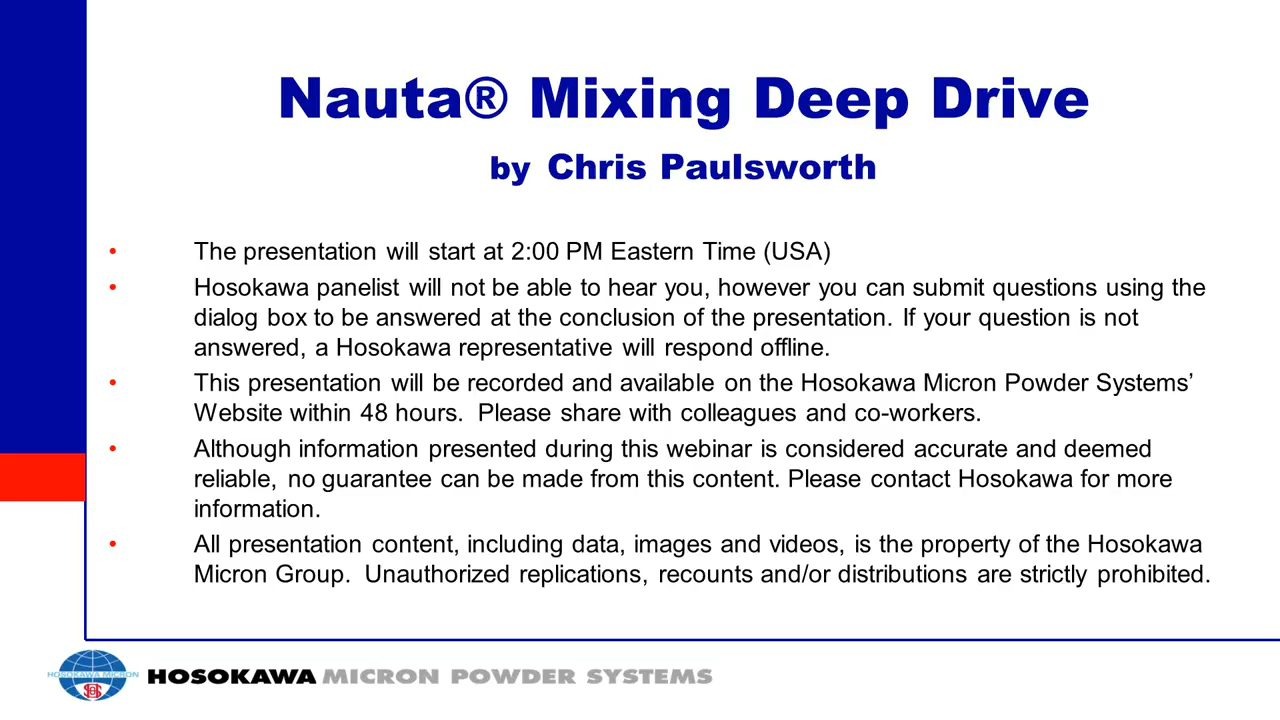 Nauta® Mixing Deep Drive
by Chris Paulsworth
• The presentation will start at 2:00 PM Eastern Time (USA)
• Hosokawa panelist will not be able to hear you, however you can submit questions using the
dialog box to be answered at the conclusion of the presentation. If your question is not
answered, a Hosokawa representative will respond offline.
• This presentation will be recorded and available on the Hosokawa Micron Powder Systems’
Website within 48 hours.  Please share with colleagues and co-workers.
• Although information presented during this webinar is considered accurate and deemed
reliable, no guarantee can be made from this content. Please contact Hosokawa for more
information.
• All presentation content, including data, images and videos, is the property of the Hosokawa
Micron Group.  Unauthorized replications, recounts and/or distributions are strictly prohibited.
HOSOKAWA MICRON
HOSOKAWA MICRON POWDER SYSTEMS